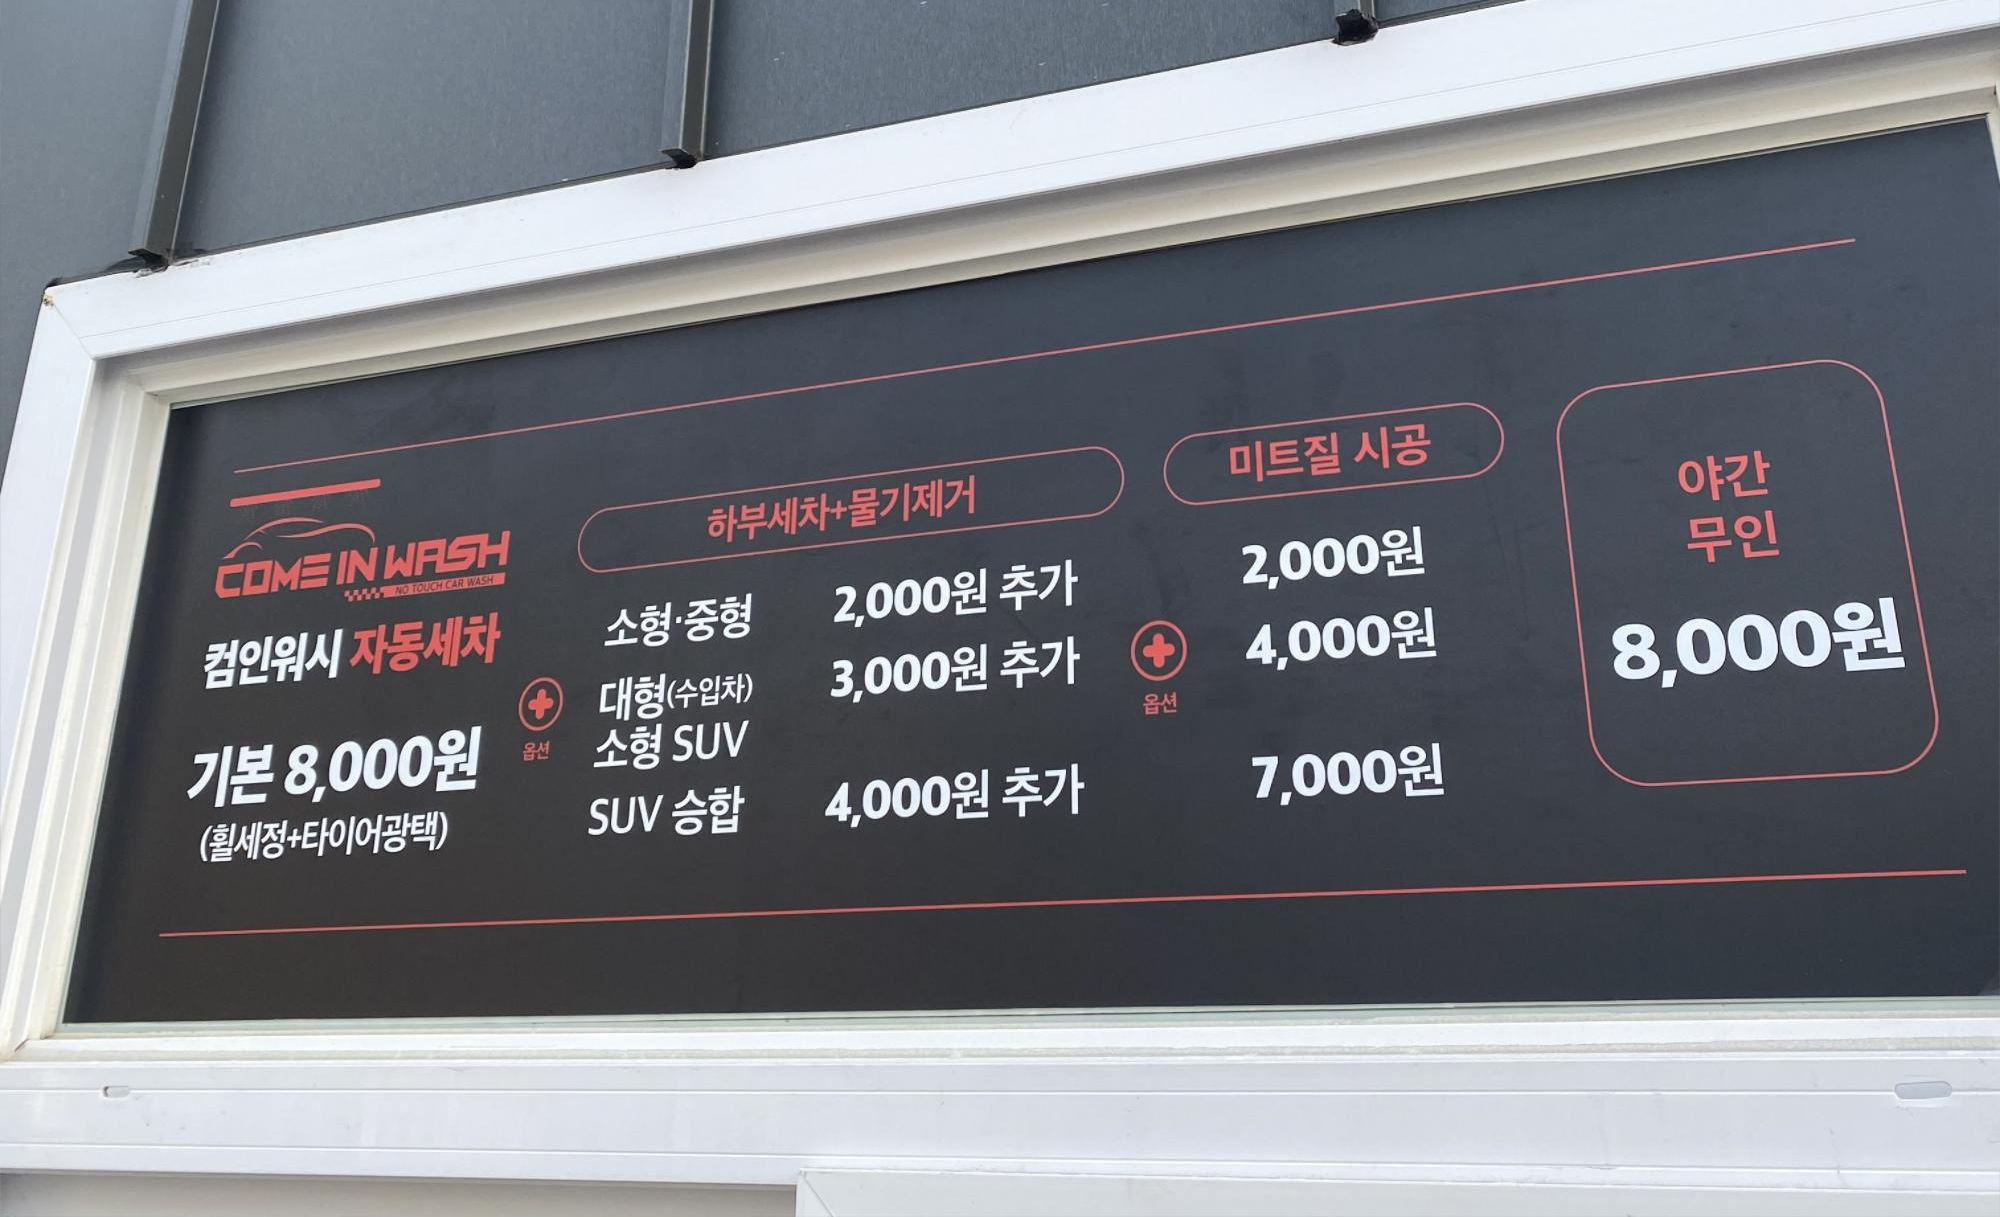 COME IN WASH
NO TOUCH CAR WASH
컴인워시 자동세차
기본 8,000원
(휠세정+타이어광택)
옵션
하부세차+물기제거
소형·중형 2,000원 추가
대형(수입차) 3,000원 추가
소형 SUV
SUV 승합 4,000원 추가
옵션
미트질 시공
2,000원
4,000원
7,000원
야간
무인
8,000원